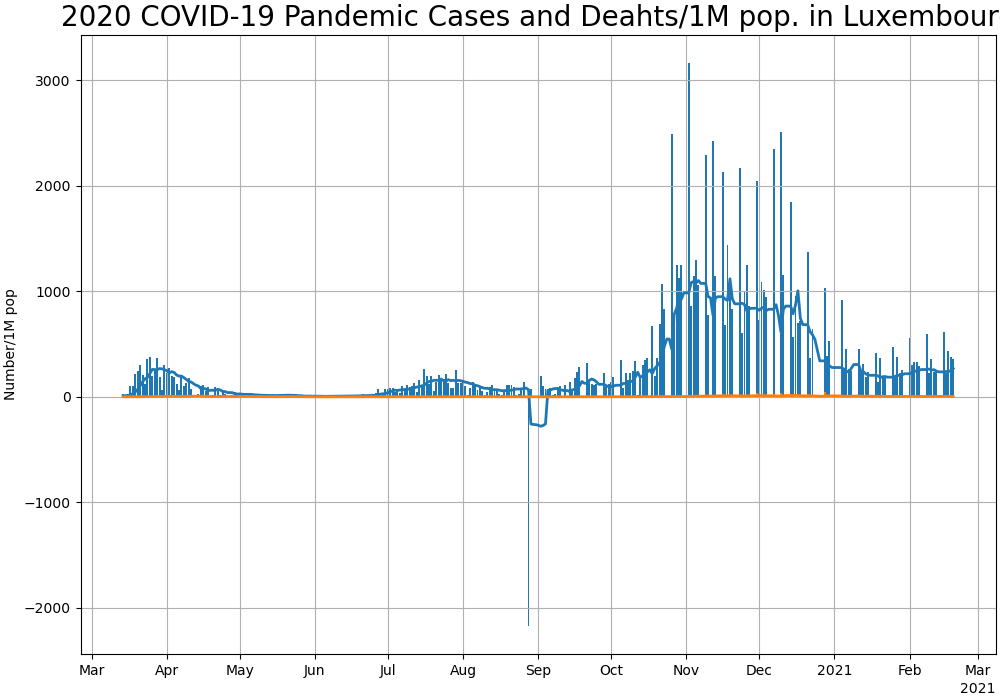 2020 COVID-19 Pandemic Cases and Deahts/1M pop. in Luxembour
Number/1M pop
3000
2000
1000
0
−1000
−2000
Mar Apr May Jun Jul Aug Sep Oct Nov Dec 2021 Feb Mar
2021